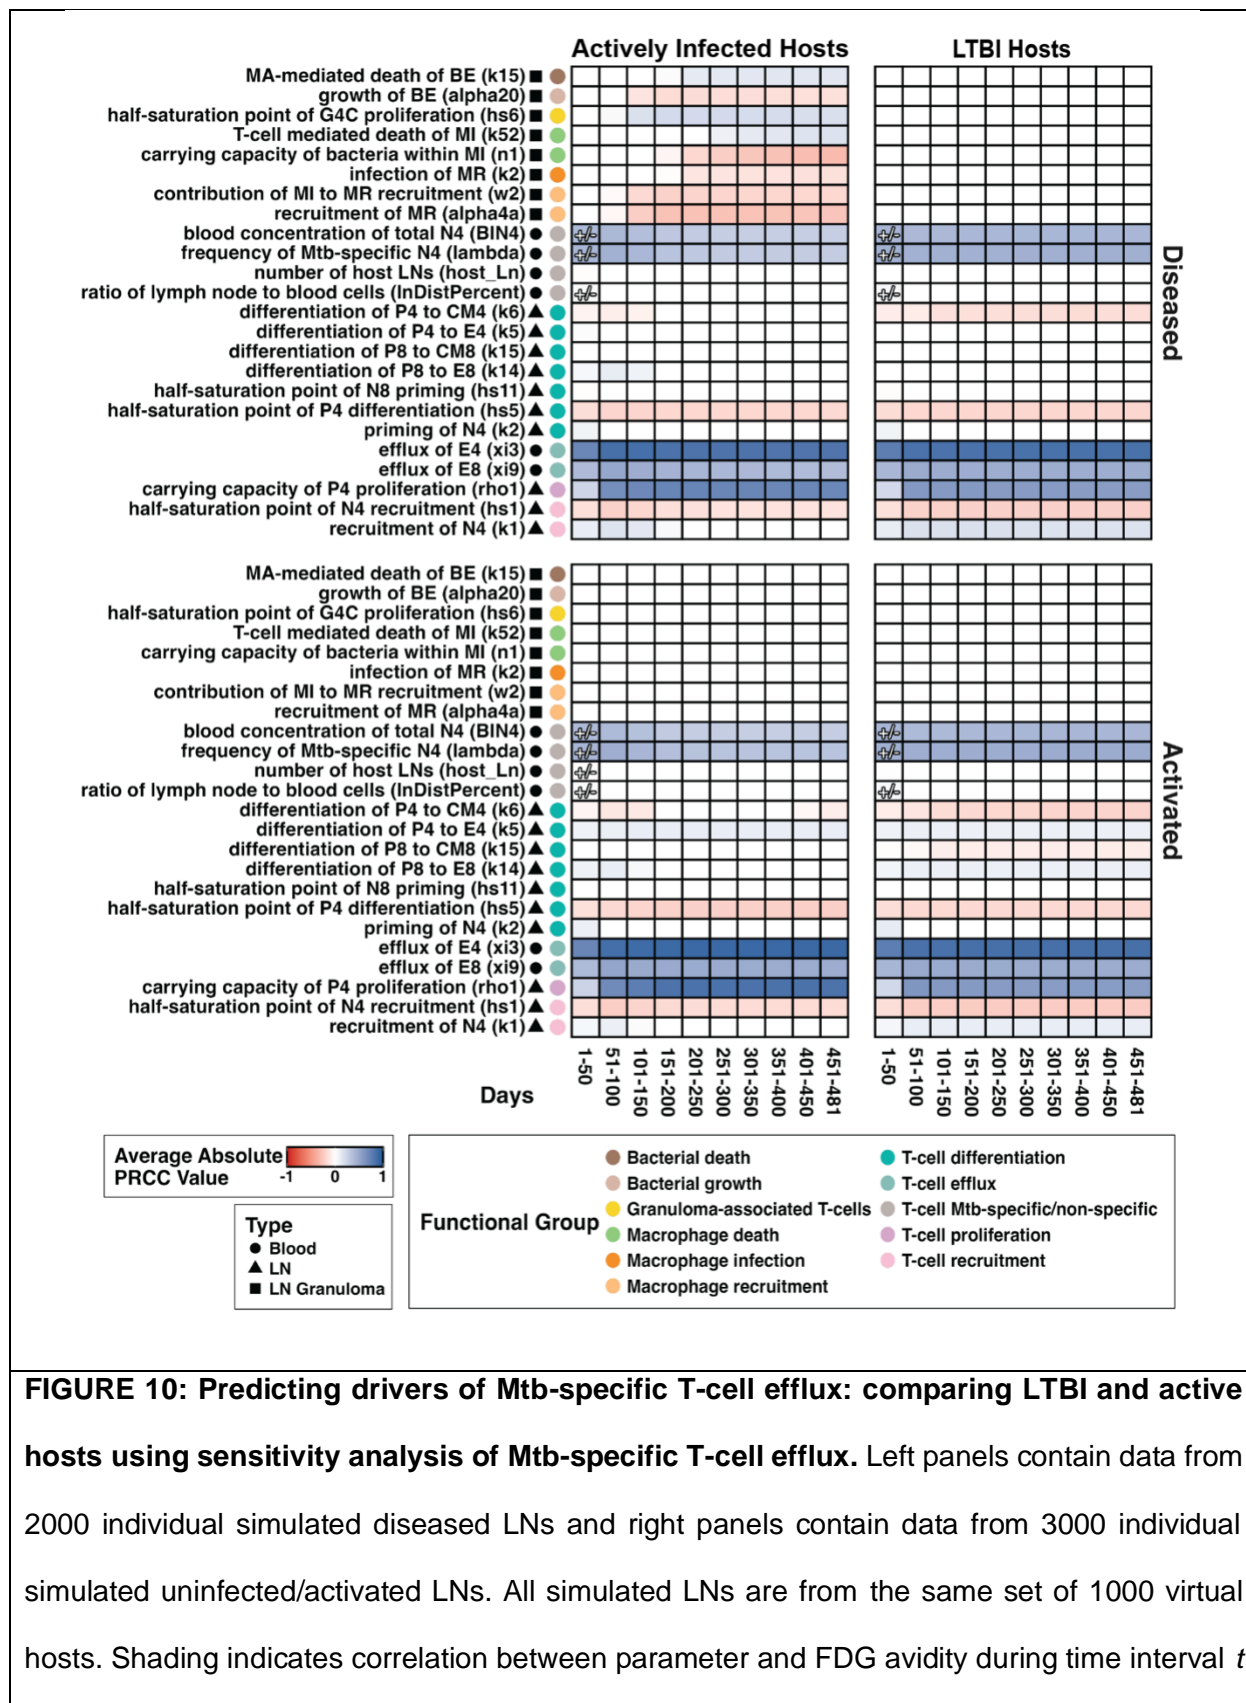 Actively Infected Hosts
LTBI Hosts
MA-mediated death of BE (k15)
growth of BE (alpha20)
half-saturation point of G4C proliferation (hs6)
T-cell mediated death of MI (k52)
carrying capacity of bacteria within MI (n1)
infection of MR (k2)
contribution of MI to MR recruitment (w2)
recruitment of MR (alpha4a)
blood concentration of total N4 (BIN4) +/- +/-
frequency of Mtb-specific N4 (lambda) +/- +/-
number of host LNs (host_Ln)
ratio of lymph node to blood cells (lnDistPercent) +/- +/-
differentiation of P4 to CM4 (k6)
differentiation of P4 to E4 (k5)
differentiation of P8 to CM8 (k15)
differentiation of P8 to E8 (k14)
half-saturation point of N8 priming (hs11)
half-saturation point of P4 differentiation (hs5)
priming of N4 (k2)
efflux of E4 (xi3)
efflux of E8 (xi9)
carrying capacity of P4 proliferation (rho1)
half-saturation point of N4 recruitment (hs1)
recruitment of N4 (k1)
Diseased
MA-mediated death of BE (k15)
growth of BE (alpha20)
half-saturation point of G4C proliferation (hs6)
T-cell mediated death of MI (k52)
carrying capacity of bacteria within MI (n1)
infection of MR (k2)
contribution of MI to MR recruitment (w2)
recruitment of MR (alpha4a)
blood concentration of total N4 (BIN4) +/- +/-
frequency of Mtb-specific N4 (lambda) +/- +/-
number of host LNs (host_Ln) +/-
ratio of lymph node to blood cells (lnDistPercent) +/- +/-
differentiation of P4 to CM4 (k6)
differentiation of P4 to E4 (k5)
differentiation of P8 to CM8 (k15)
differentiation of P8 to E8 (k14)
half-saturation point of N8 priming (hs11)
half-saturation point of P4 differentiation (hs5)
priming of N4 (k2)
efflux of E4 (xi3)
efflux of E8 (xi9)
carrying capacity of P4 proliferation (rho1)
half-saturation point of N4 recruitment (hs1)
recruitment of N4 (k1)
Activated
Days
1-50
51-100
101-150
151-200
201-250
251-300
301-350
351-400
401-450
451-481
1-50
51-100
101-150
151-200
201-250
251-300
301-350
351-400
401-450
451-481
Average Absolute
PRCC Value
-1 0 1
Type
Blood
LN
LN Granuloma
Functional Group
Bacterial death
Bacterial growth
Granuloma-associated T-cells
Macrophage death
Macrophage infection
Macrophage recruitment
T-cell differentiation
T-cell efflux
T-cell Mtb-specific/non-specific
T-cell proliferation
T-cell recruitment
FIGURE 10: Predicting drivers of Mtb-specific T-cell efflux: comparing LTBI and active
hosts using sensitivity analysis of Mtb-specific T-cell efflux. Left panels contain data from
2000 individual simulated diseased LNs and right panels contain data from 3000 individual
simulated uninfected/activated LNs. All simulated LNs are from the same set of 1000 virtual
hosts. Shading indicates correlation between parameter and FDG avidity during time interval t